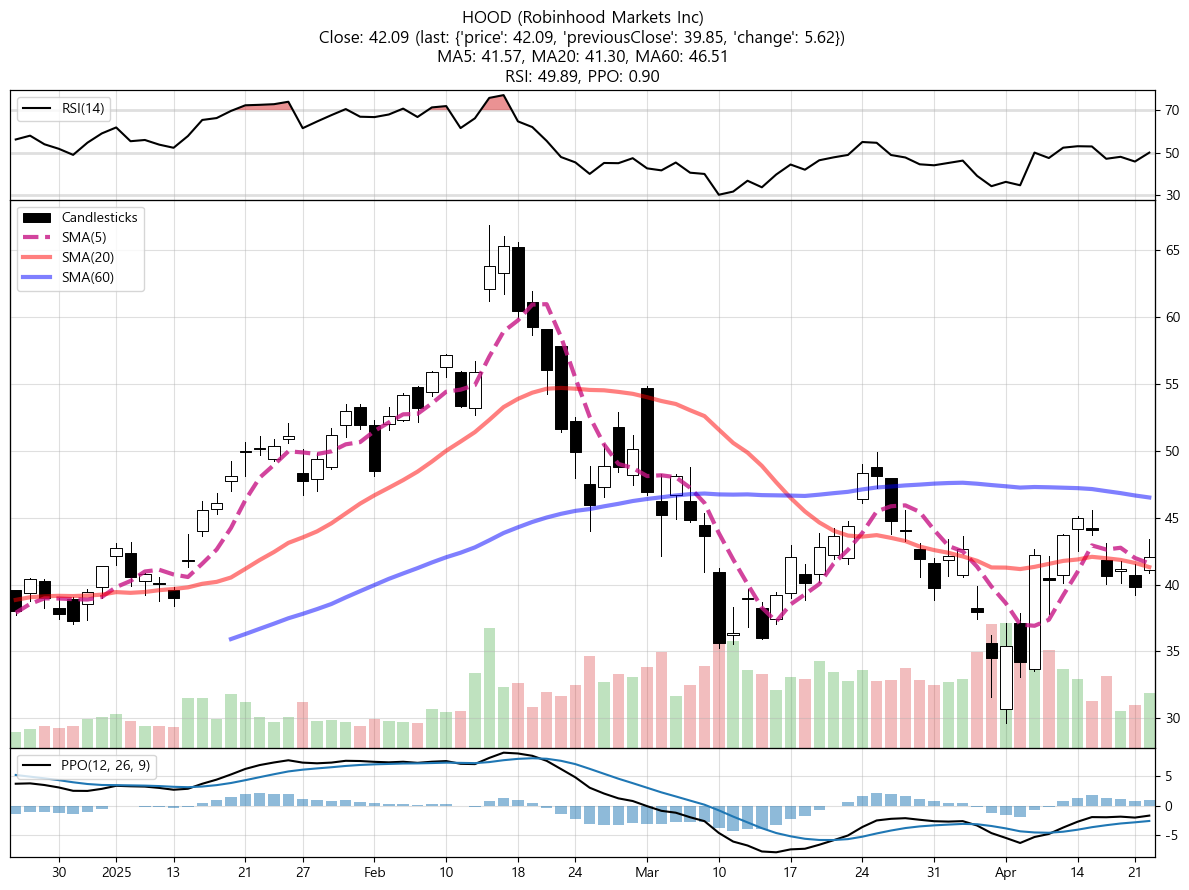 HOOD (Robinhood Markets Inc)
Close: 42.09 (last: {'price': 42.09, 'previousClose': 39.85, 'change': 5.62})
MA5: 41.57, MA20: 41.30, MA60: 46.51
RSI: 49.89, PPO: 0.90
RSI(14)
70
50
30
Candlesticks
SMA(5)
SMA(20)
SMA(60)
65
60
55
50
45
40
35
30
PPO(12, 26, 9)
5
0
-5
30 2025 13 21 27 Feb 10 18 24 Mar 10 17 24 31 Apr 14 21